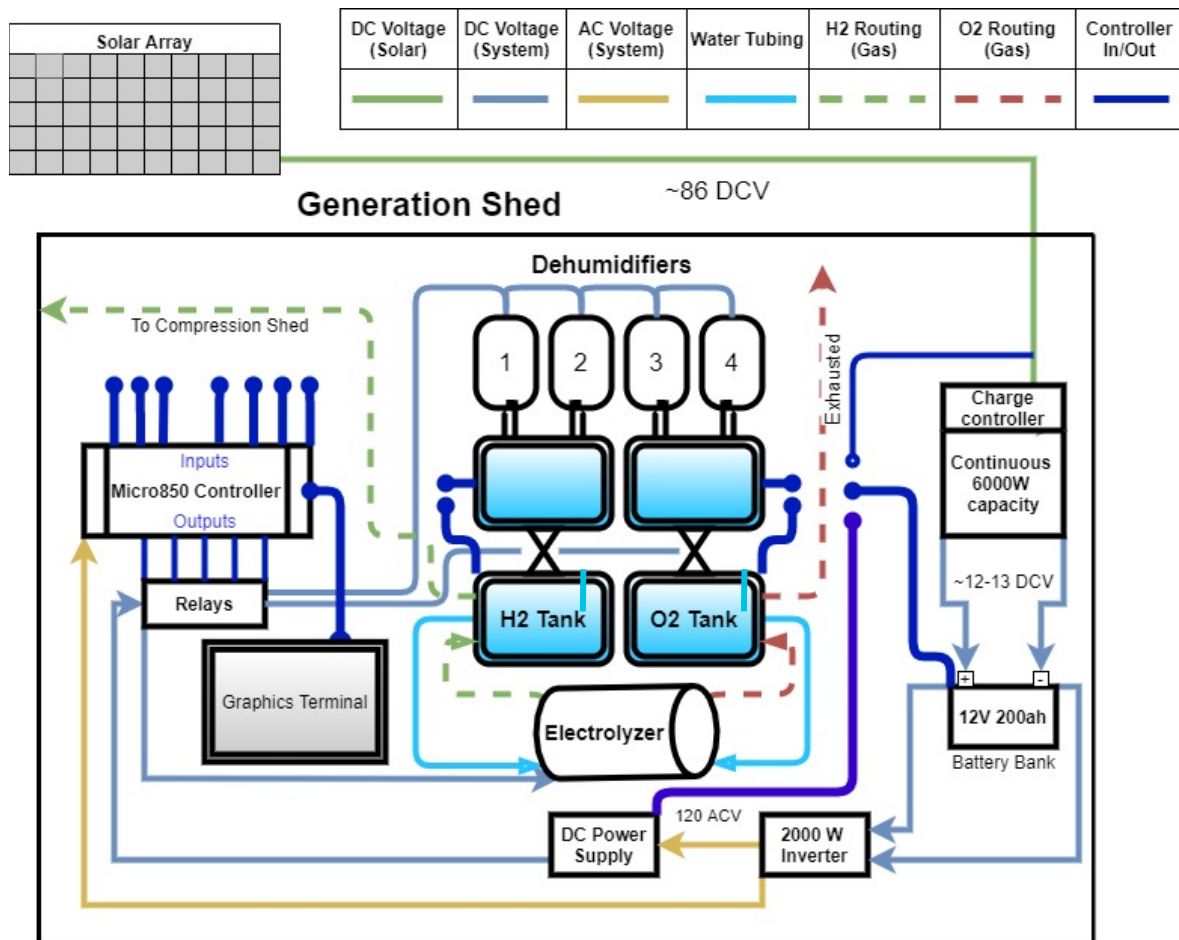 Solar Array
DC Voltage
(Solar)
DC Voltage
(System)
AC Voltage
(System)
Water Tubing
H2 Routing
(Gas)
O2 Routing
(Gas)
Controller
In/Out
~86 DCV
Generation Shed
Dehumidifiers
To Compression Shed
1
2
3
4
Exhausted
Charge
controller
Continuous
6000W
capacity
Inputs
Micro850 Controller
Outputs
Relays
~12-13 DCV
H2 Tank
O2 Tank
Graphics Terminal
Electrolyzer
+
-
12V 200ah
Battery Bank
120 ACV
DC Power
Supply
2000 W
Inverter